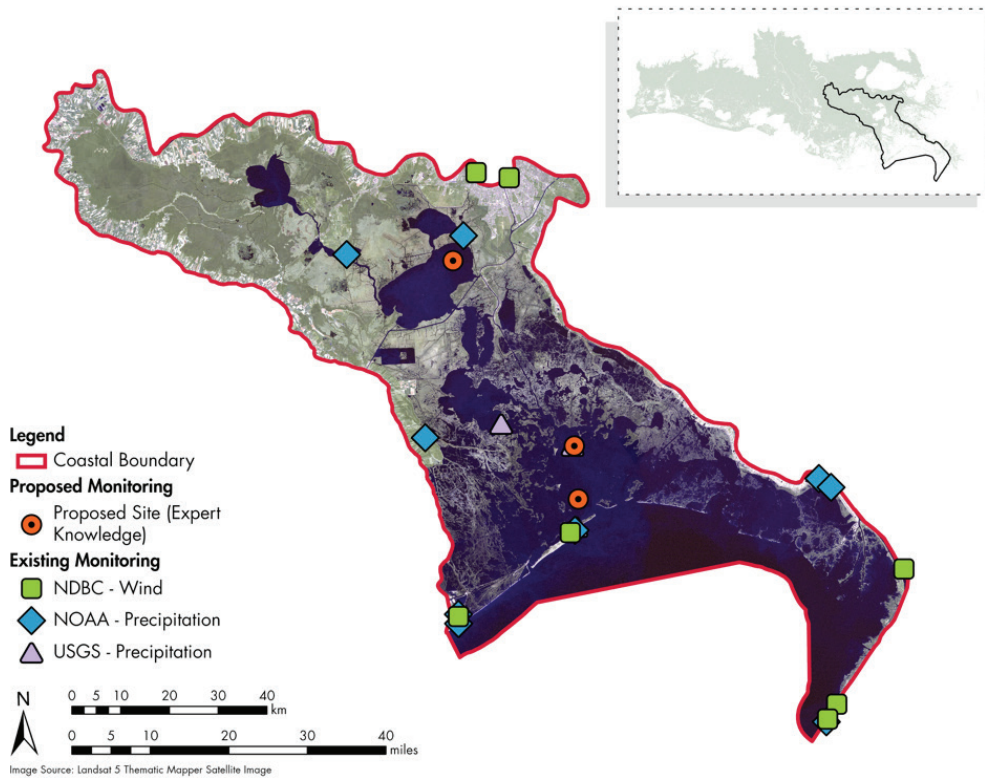 Legend
Coastal Boundary
Proposed Monitoring
Proposed Site (Expert
Knowledge)
Existing Monitoring
NDBC - Wind
NOAA - Precipitation
USGS - Precipitation
N
0 5 10 20 30 40
km
0 5 10 20 30 40
miles
Image Source: Landsat 5 Thematic Mapper Satellite Image